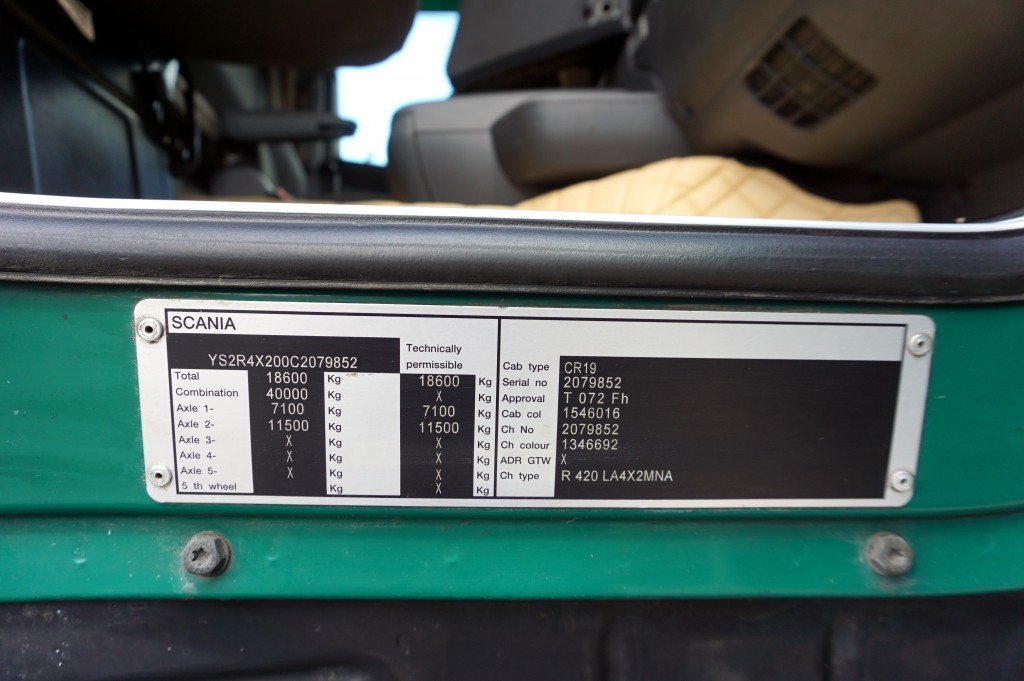 SCANIA
YS2R4X200C2079852
Technically
permissible
Total 18600 Kg 18600 Kg
Combination 40000 Kg X Kg
Axle 1- 7100 Kg 7100 Kg
Axle 2- 11500 Kg 11500 Kg
Axle 3- X Kg X Kg
Axle 4- X Kg X Kg
Axle 5- X Kg X Kg
5 th wheel Kg X Kg
Cab type CR19
Serial no 2079852
Approval T 072 Fh
Cab col 1546016
Ch No 2079852
Ch colour 1346692
ADR GTW X
Ch type R 420 LA4X2MNA